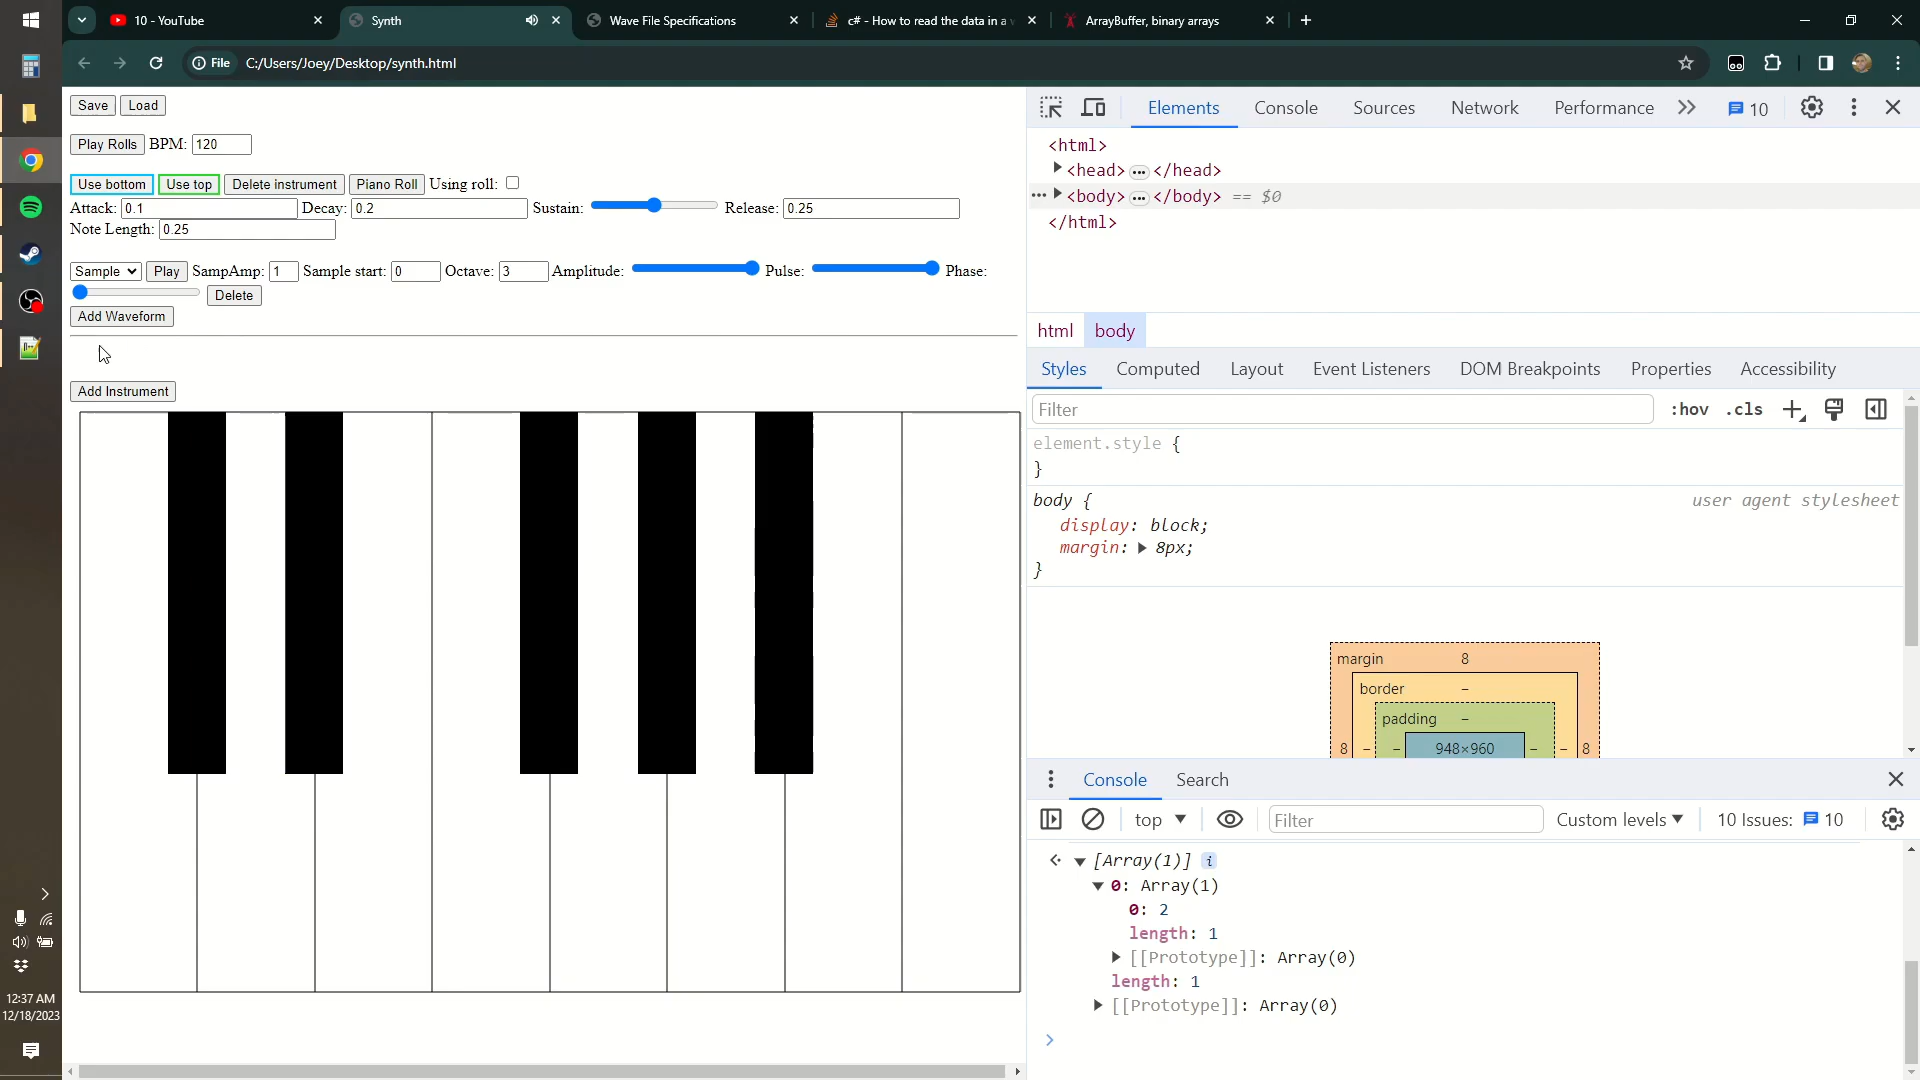 10 - YouTube
Synth
Wave File Specifications
c# - How to read the data in a
ArrayBuffer, binary arrays
File
C:/Users/Joey/Desktop/synth.html
Save Load
Play Rolls BPM: 120
Use bottom Use top Delete instrument Piano Roll Using roll:
Attack: 0.1 Decay: 0.2 Sustain: Release: 0.25
Note Length: 0.25
Sample Play SampAmp: 1 Sample start: 0 Octave: 3 Amplitude: Pulse: Phase:
Delete
Add Waveform
Add Instrument
Elements Console Sources Network Performance 10
<html>
<head> … </head>
… <body> … </body> == $0
</html>
html body
Styles Computed Layout Event Listeners DOM Breakpoints Properties Accessibility
Filter :hov .cls
element.style {
}
body { user agent stylesheet
display: block;
margin: 8px;
}
margin 8
border –
padding –
8 – – 948×960 – – 8
Console Search
top Filter Custom levels 10 Issues: 10
[Array(1)] i
0: Array(1)
0: 2
length: 1
[[Prototype]]: Array(0)
length: 1
[[Prototype]]: Array(0)
12:37 AM
12/18/2023